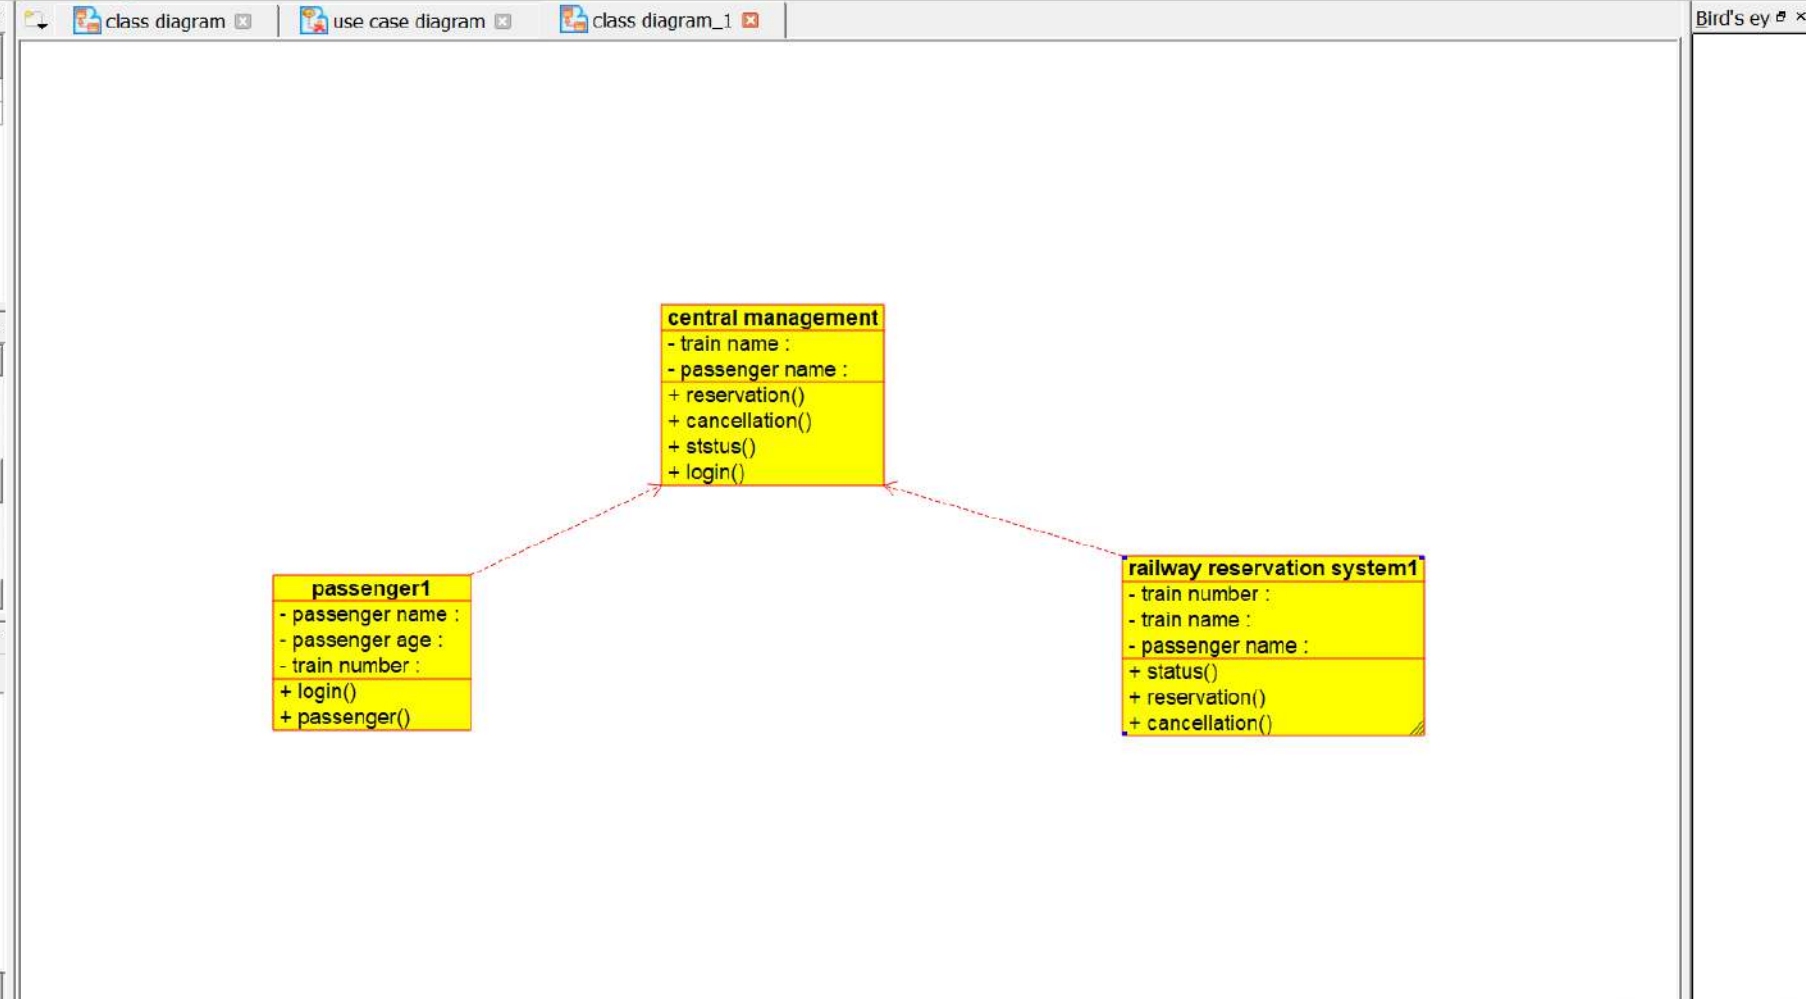 class diagram
use case diagram
class diagram_1
Bird's ey
central management
- train name :
- passenger name :
+ reservation()
+ cancellation()
+ ststus()
+ login()
passenger1
- passenger name :
- passenger age :
- train number :
+ login()
+ passenger()
railway reservation system1
- train number :
- train name :
- passenger name :
+ status()
+ reservation()
+ cancellation()